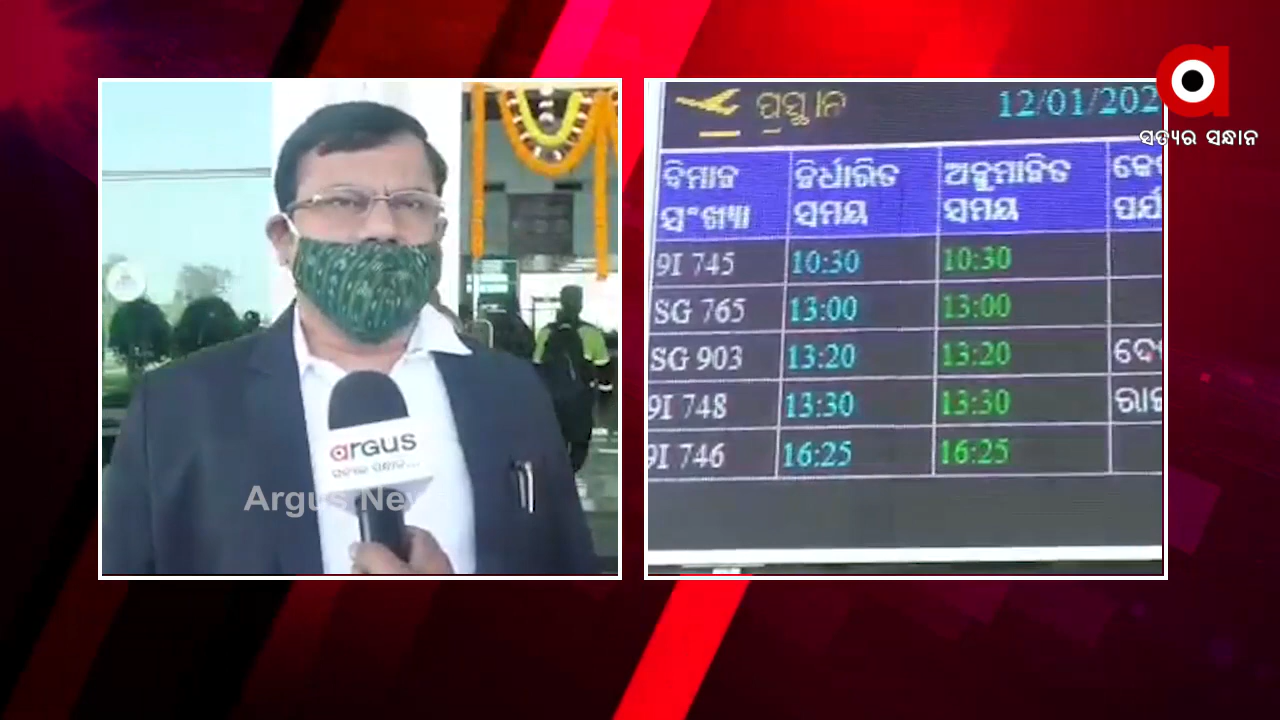 ସତ୍ୟର ସନ୍ଧାନ
ପ୍ରସ୍ଥାନ 12/01/202
ବିମାନ ସଂଖ୍ୟା
ନିର୍ଧାରିତ ସମୟ
ଅନୁମାନିତ ସମୟ
9I 745 10:30 10:30
SG 765 13:00 13:00
SG 903 13:20 13:20
9I 748 13:30 13:30
9I 746 16:25 16:25
argus
Argus Ne